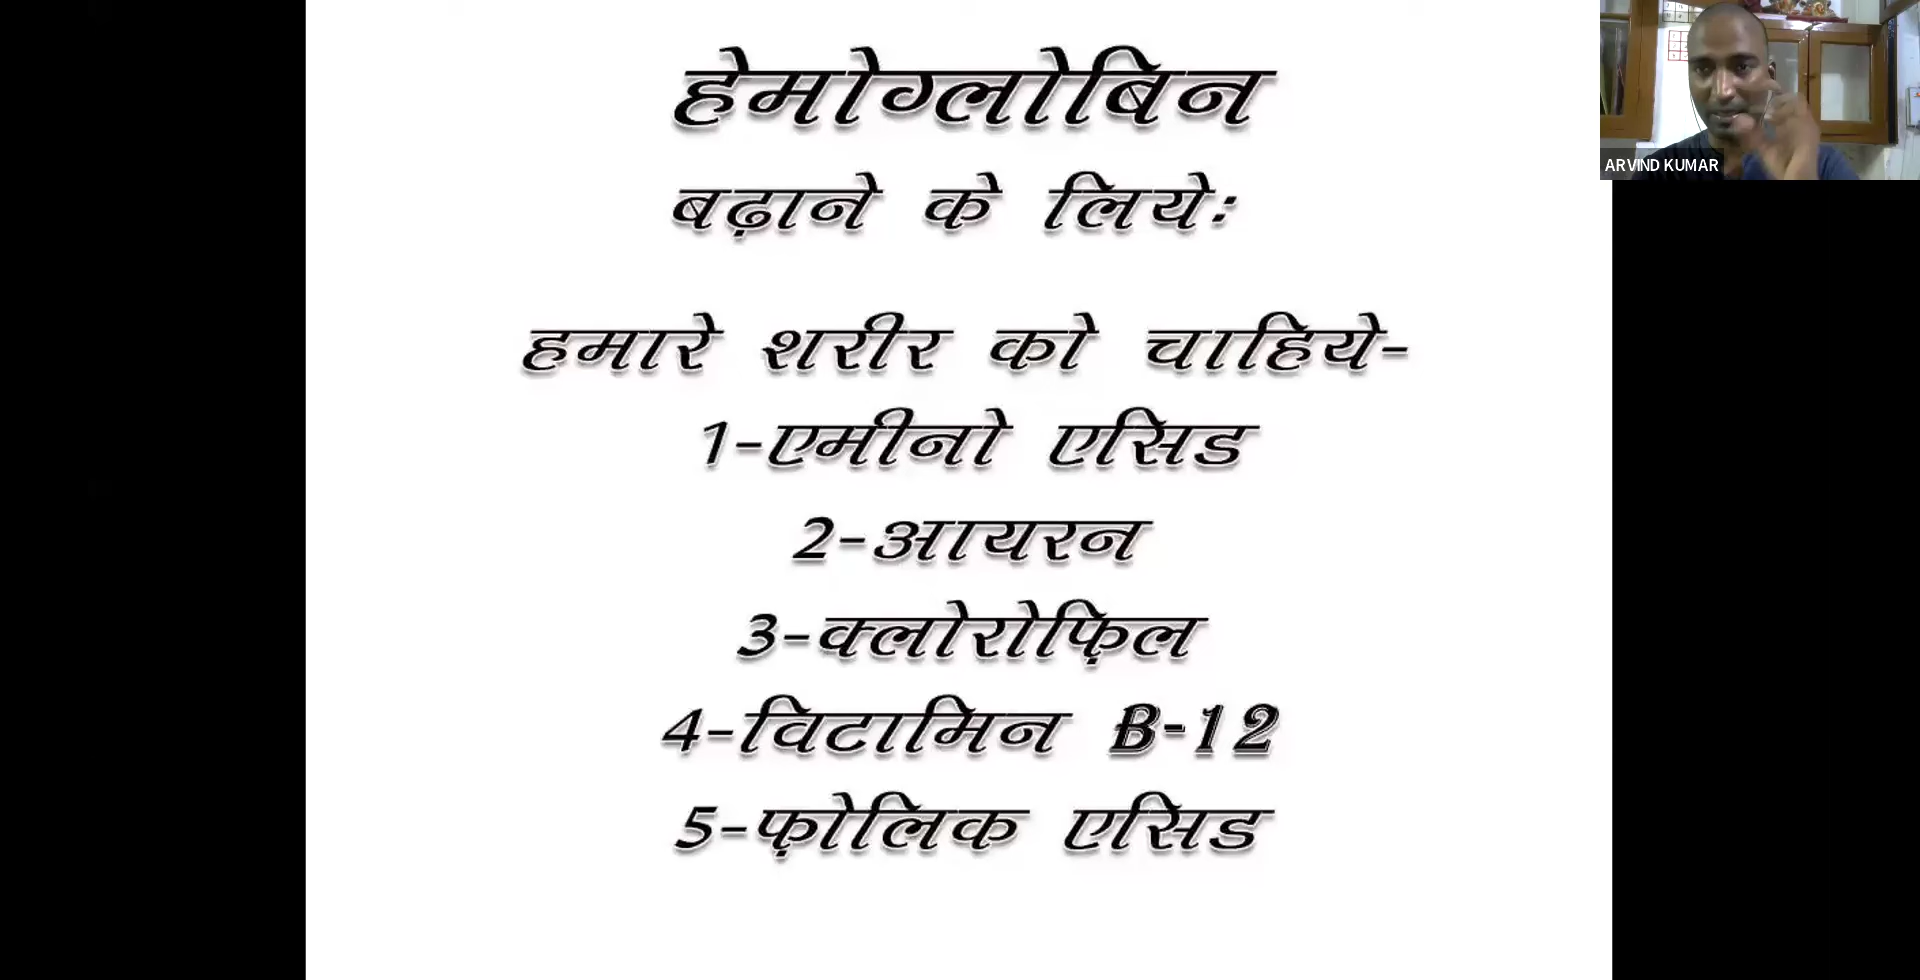 हेमोग्लोबिन
बढ़ाने के लिये:
हमारे शरीर को चाहिये-
1-एमीनो एसिड
2-आयरन
3-क्लोरोफ़िल
4-विटामिन B-12
5-फ़ोलिक एसिड
ARVIND KUMAR